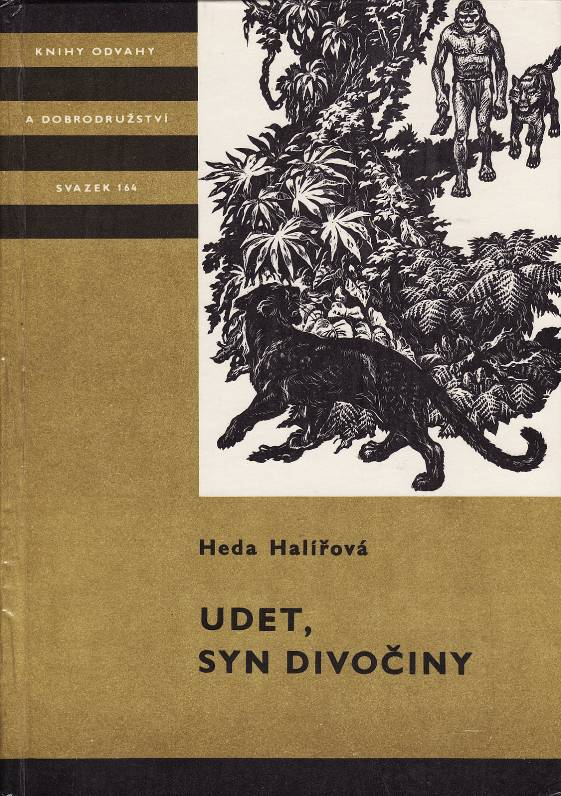 KNIHY ODVAHY
A DOBRODRUŽSTVÍ
SVAZEK 164
Heda Halířová
UDET,
SYN DIVOČINY